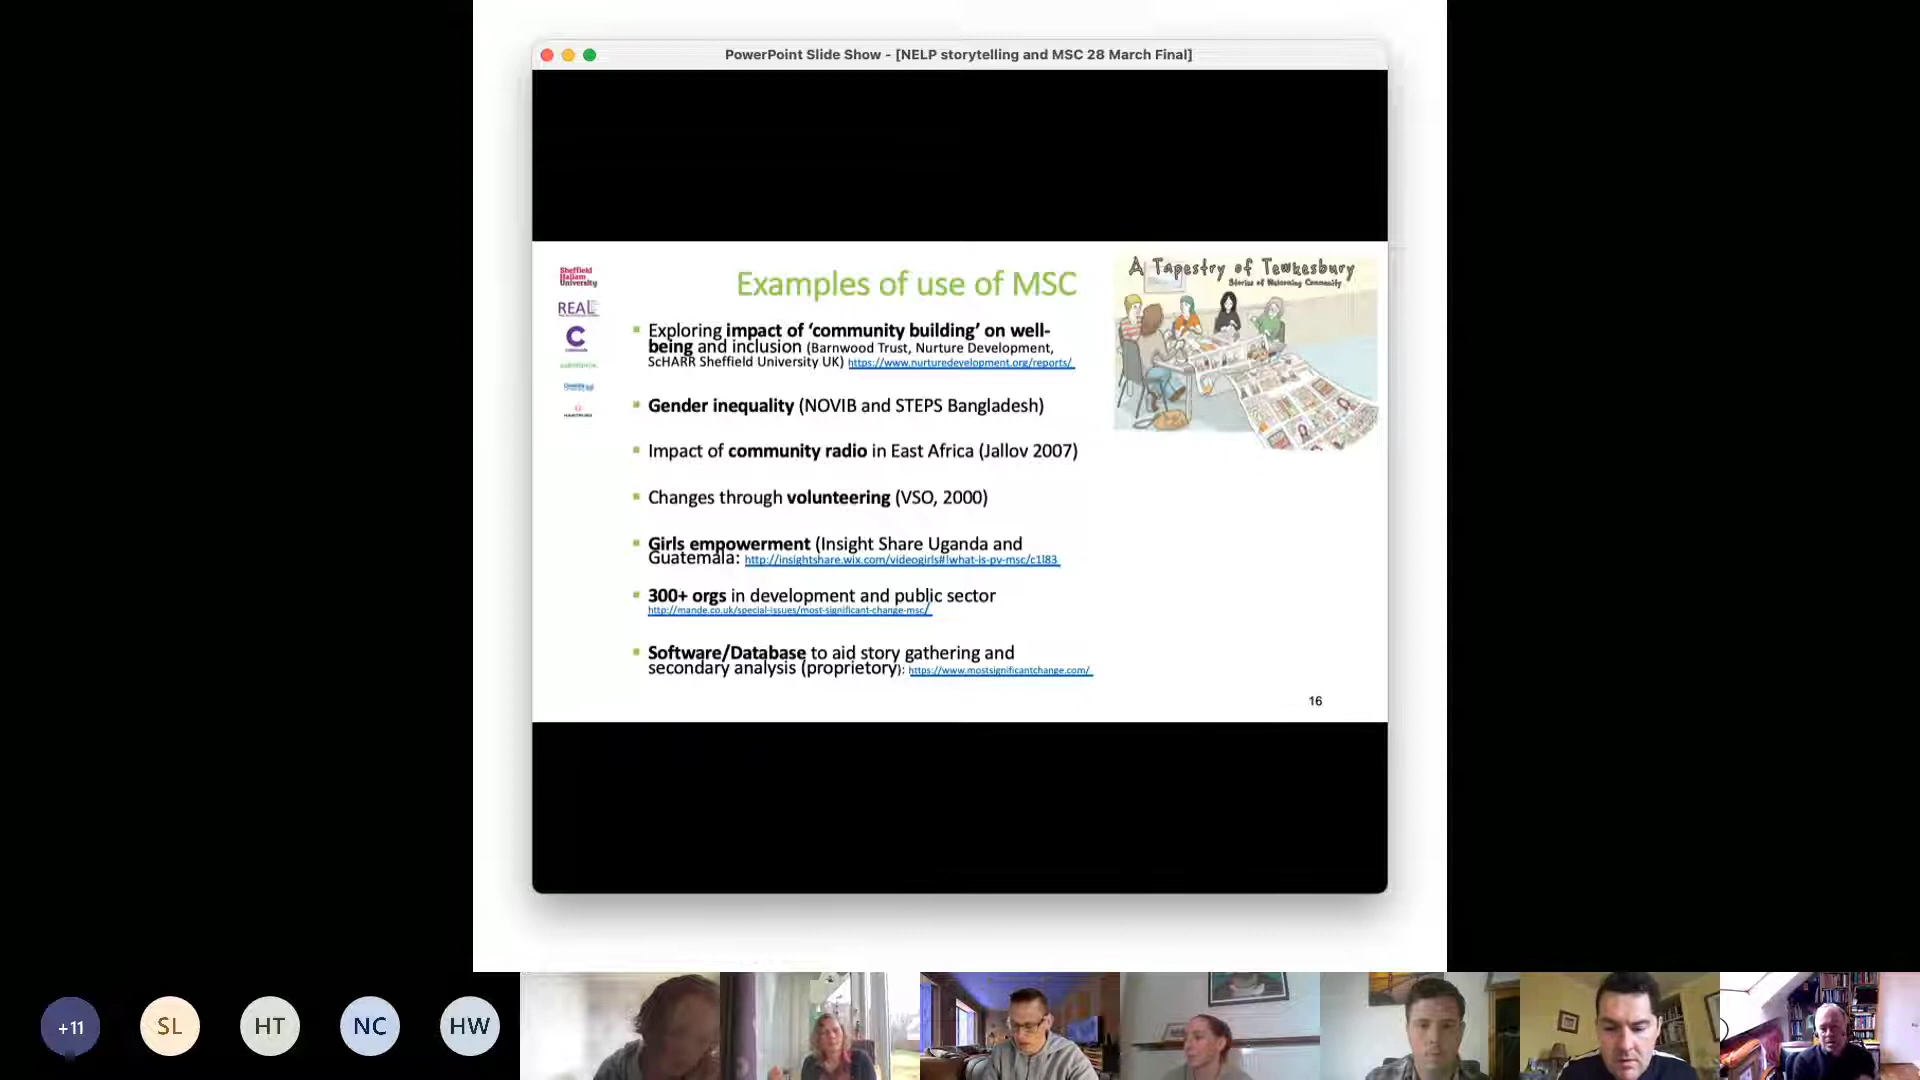 PowerPoint Slide Show - [NELP storytelling and MSC 28 March Final]
Sheffield
Hallam
University
REAL
C
Examples of use of MSC
A Tapestry of Tewkesbury
Stories of Welcoming Community
Exploring impact of ‘community building’ on well-
being and inclusion (Barnwood Trust, Nurture Development,
ScHARR Sheffield University UK) https://www.nurturedevelopment.org/reports/
Gender inequality (NOVIB and STEPS Bangladesh)
Impact of community radio in East Africa (Jallov 2007)
Changes through volunteering (VSO, 2000)
Girls empowerment (Insight Share Uganda and
Guatemala: http://insightshare.wix.com/videogirls#!what-is-pv-msc/c1l83
300+ orgs in development and public sector
http://mande.co.uk/special-issues/most-significant-change-msc/
Software/Database to aid story gathering and
secondary analysis (proprietory): https://www.mostsignificantchange.com/
16
+11
SL
HT
NC
HW